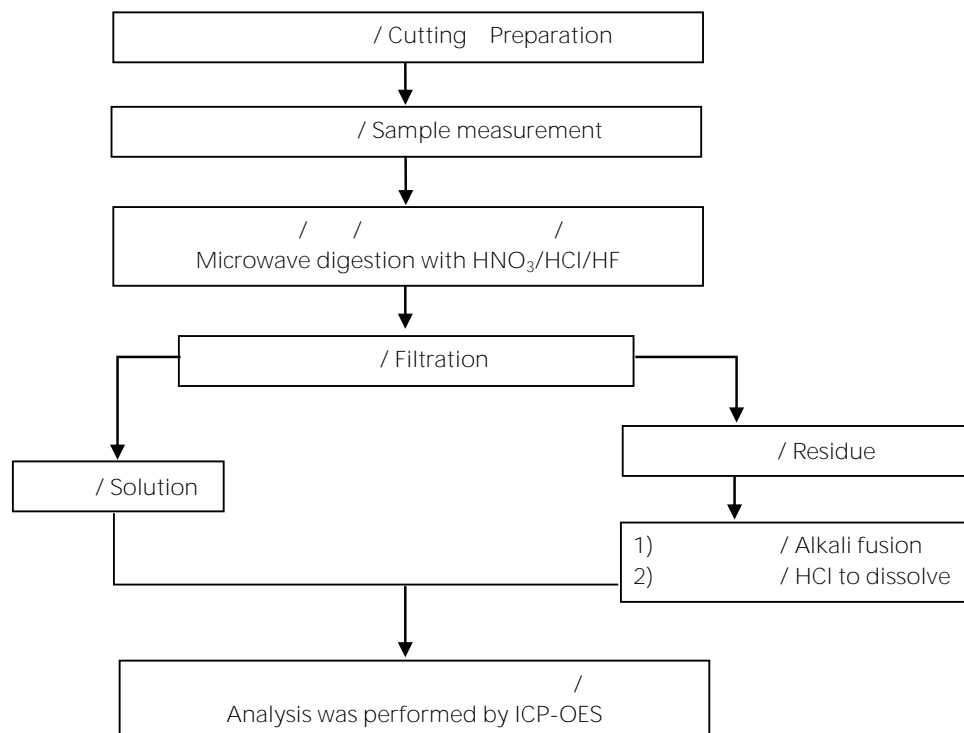 / Cutting Preparation
/ Sample measurement
/ / /
Microwave digestion with HNO₃/HCl/HF
/ Filtration
/ Residue
/ Solution
1) / Alkali fusion
2) / HCl to dissolve
/
Analysis was performed by ICP-OES